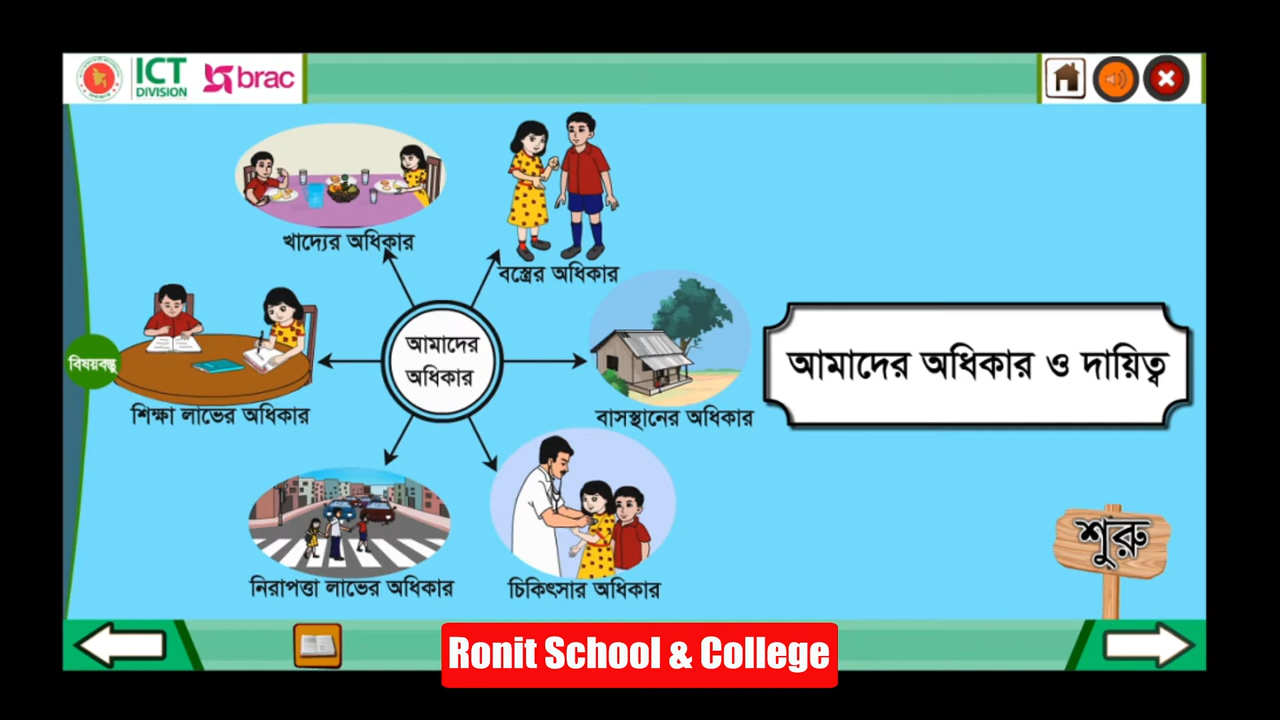 ICT
DIVISION
brac
খাদ্যের অধিকার
বস্ত্রের অধিকার
আমাদের
অধিকার
বিষয়বস্তু
শিক্ষা লাভের অধিকার
বাসস্থানের অধিকার
আমাদের অধিকার ও দায়িত্ব
নিরাপত্তা লাভের অধিকার
চিকিৎসার অধিকার
শুরু
Ronit School & College